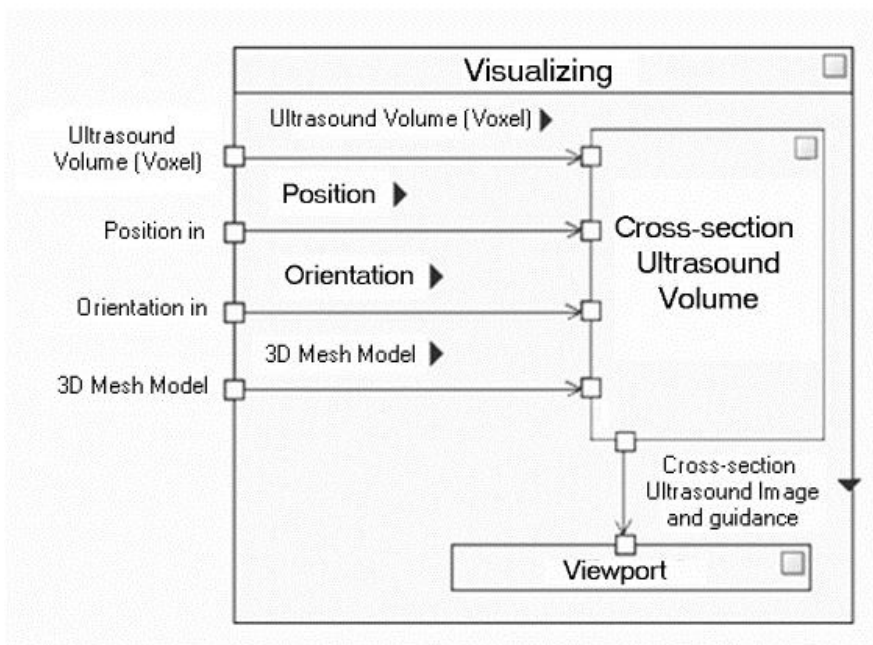 Visualizing
Ultrasound Volume (Voxel)
Ultrasound
Volume (Voxel)
Position
Position in
Cross-section
Ultrasound
Volume
Orientation
Orientation in
3D Mesh Model
3D Mesh Model
Cross-section
Ultrasound Image
and guidance
Viewport